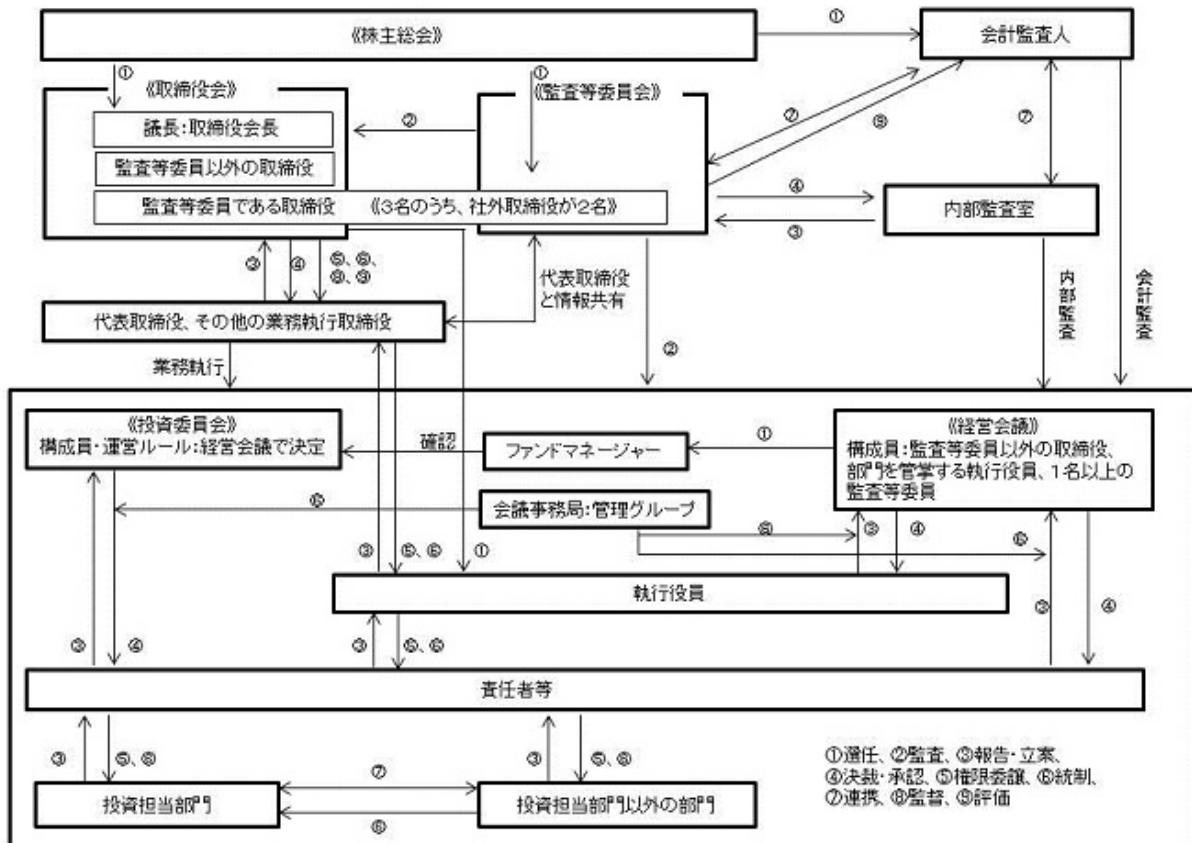 ①
《株主総会》
会計監査人
①
①
《取締役会》
《監査等委員会》
議長：取締役会長
②
⑦
⑨
⑦
監査等委員以外の取締役
④
監査等委員である取締役 《３名のうち、社外取締役が２名》
内部監査室
③
③
④
⑤、⑥、
⑧、⑨
代表取締役
と情報共有
内部監査
会計監査
代表取締役、その他の業務執行取締役
業務執行
②
《投資委員会》
構成員・運営ルール：経営会議で決定
確認
ファンドマネージャー
①
《経営会議》
構成員：監査等委員以外の取締役、
部門を管掌する執行役員、１名以上の
監査等委員
⑥
会議事務局：管理グループ
③
⑤、⑥
①
⑥
③
④
⑥
執行役員
③
④
③
⑤、⑥
③
④
責任者等
③
⑤、⑥
③
⑤、⑥
⑦
投資担当部門
投資担当部門以外の部門
⑥
①選任、②監査、③報告・立案、
④決裁・承認、⑤権限委譲、⑥統制、
⑦連携、⑧監督、⑨評価